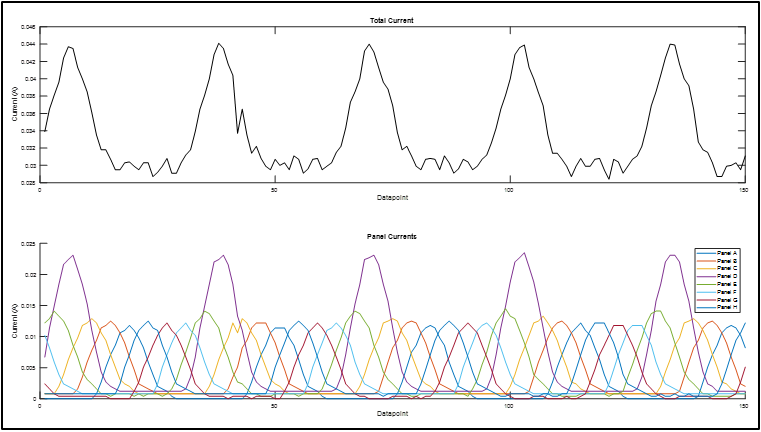 Total Current
0.046
0.044
0.042
0.04
0.038
0.036
0.034
0.032
0.03
0.028
Current (A)
0
50
100
150
Datapoint
Panel Currents
0.025
0.02
0.015
0.01
0.005
0
Current (A)
Panel A
Panel B
Panel C
Panel D
Panel E
Panel F
Panel G
Panel H
0
50
100
150
Datapoint